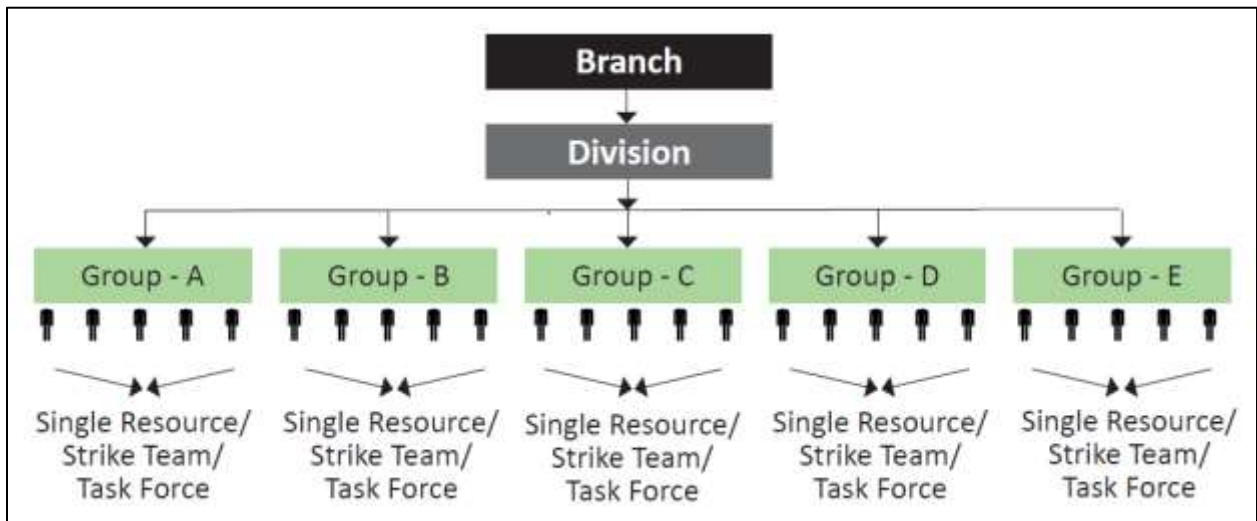 Branch
Division
Group - A
Group - B
Group - C
Group - D
Group - E
Single Resource/
Strike Team/
Task Force
Single Resource/
Strike Team/
Task Force
Single Resource/
Strike Team/
Task Force
Single Resource/
Strike Team/
Task Force
Single Resource/
Strike Team/
Task Force